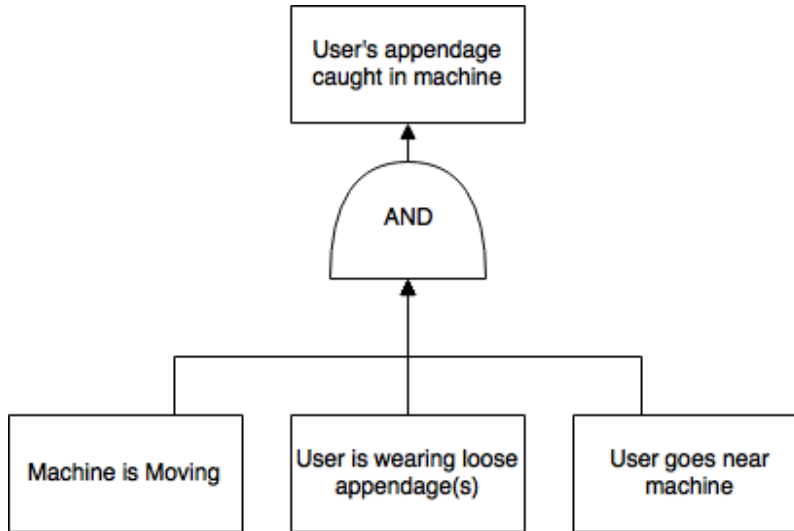 User's appendage
caught in machine
AND
Machine is Moving
User is wearing loose
appendage(s)
User goes near
machine